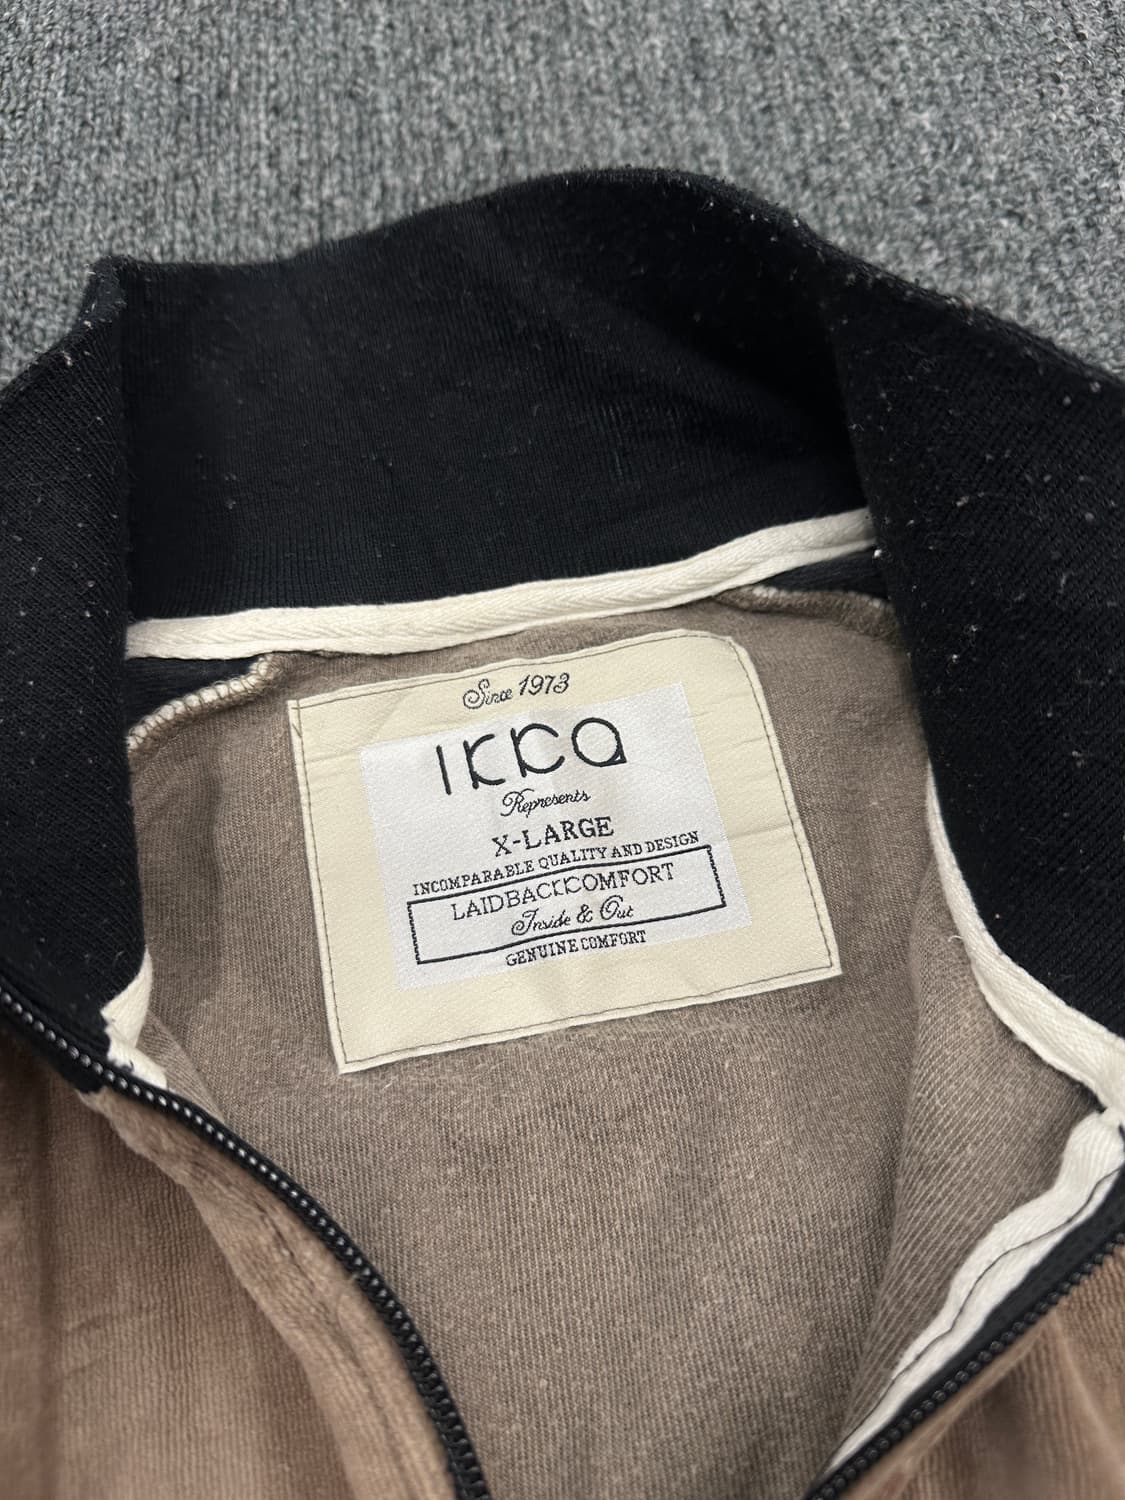 Since 1973
IKKa
Represents
X-LARGE
INCOMPARABLE QUALITY AND DESIGN
LAIDBACKCOMFORT
Inside & Out
GENUINE COMFORT